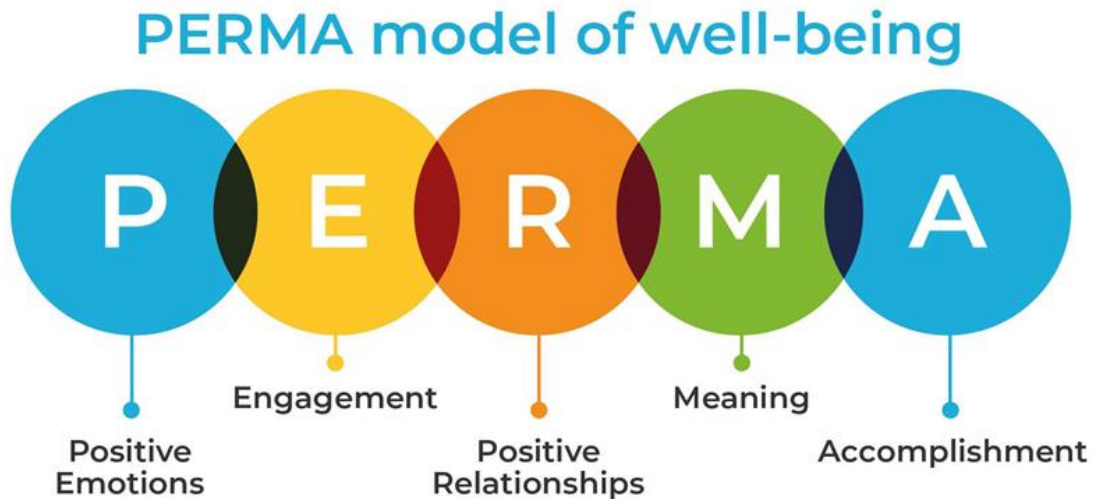 PERMA model of well-being
P E R M A
Engagement
Meaning
Positive
Emotions
Positive
Relationships
Accomplishment